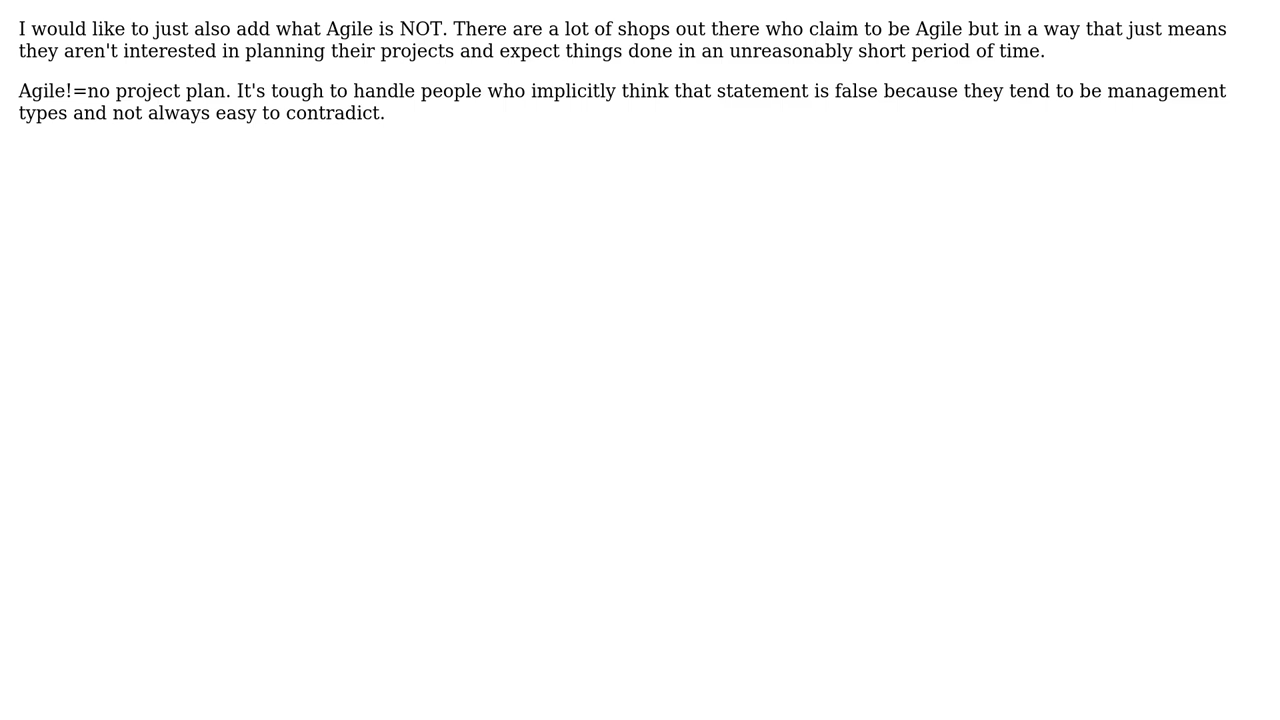 I would like to just also add what Agile is NOT. There are a lot of shops out there who claim to be Agile but in a way that just means
they aren't interested in planning their projects and expect things done in an unreasonably short period of time.
Agile!=no project plan. It's tough to handle people who implicitly think that statement is false because they tend to be management
types and not always easy to contradict.